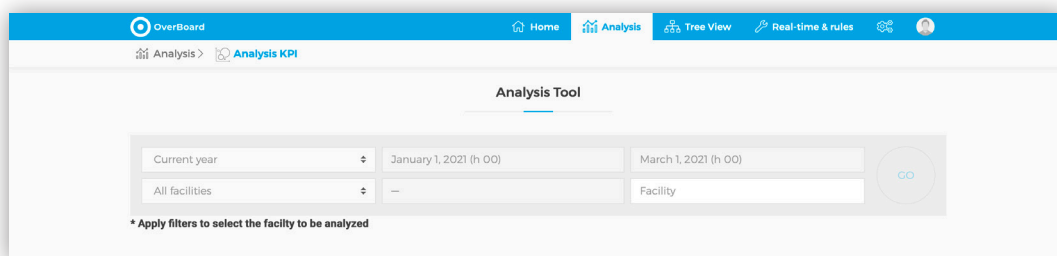 OverBoard Home Analysis Tree View Real-time & rules
Analysis > Analysis KPI
Analysis Tool
Current year January 1, 2021 (h 00) March 1, 2021 (h 00)
GO
All facilities — Facility
* Apply filters to select the facilty to be analyzed